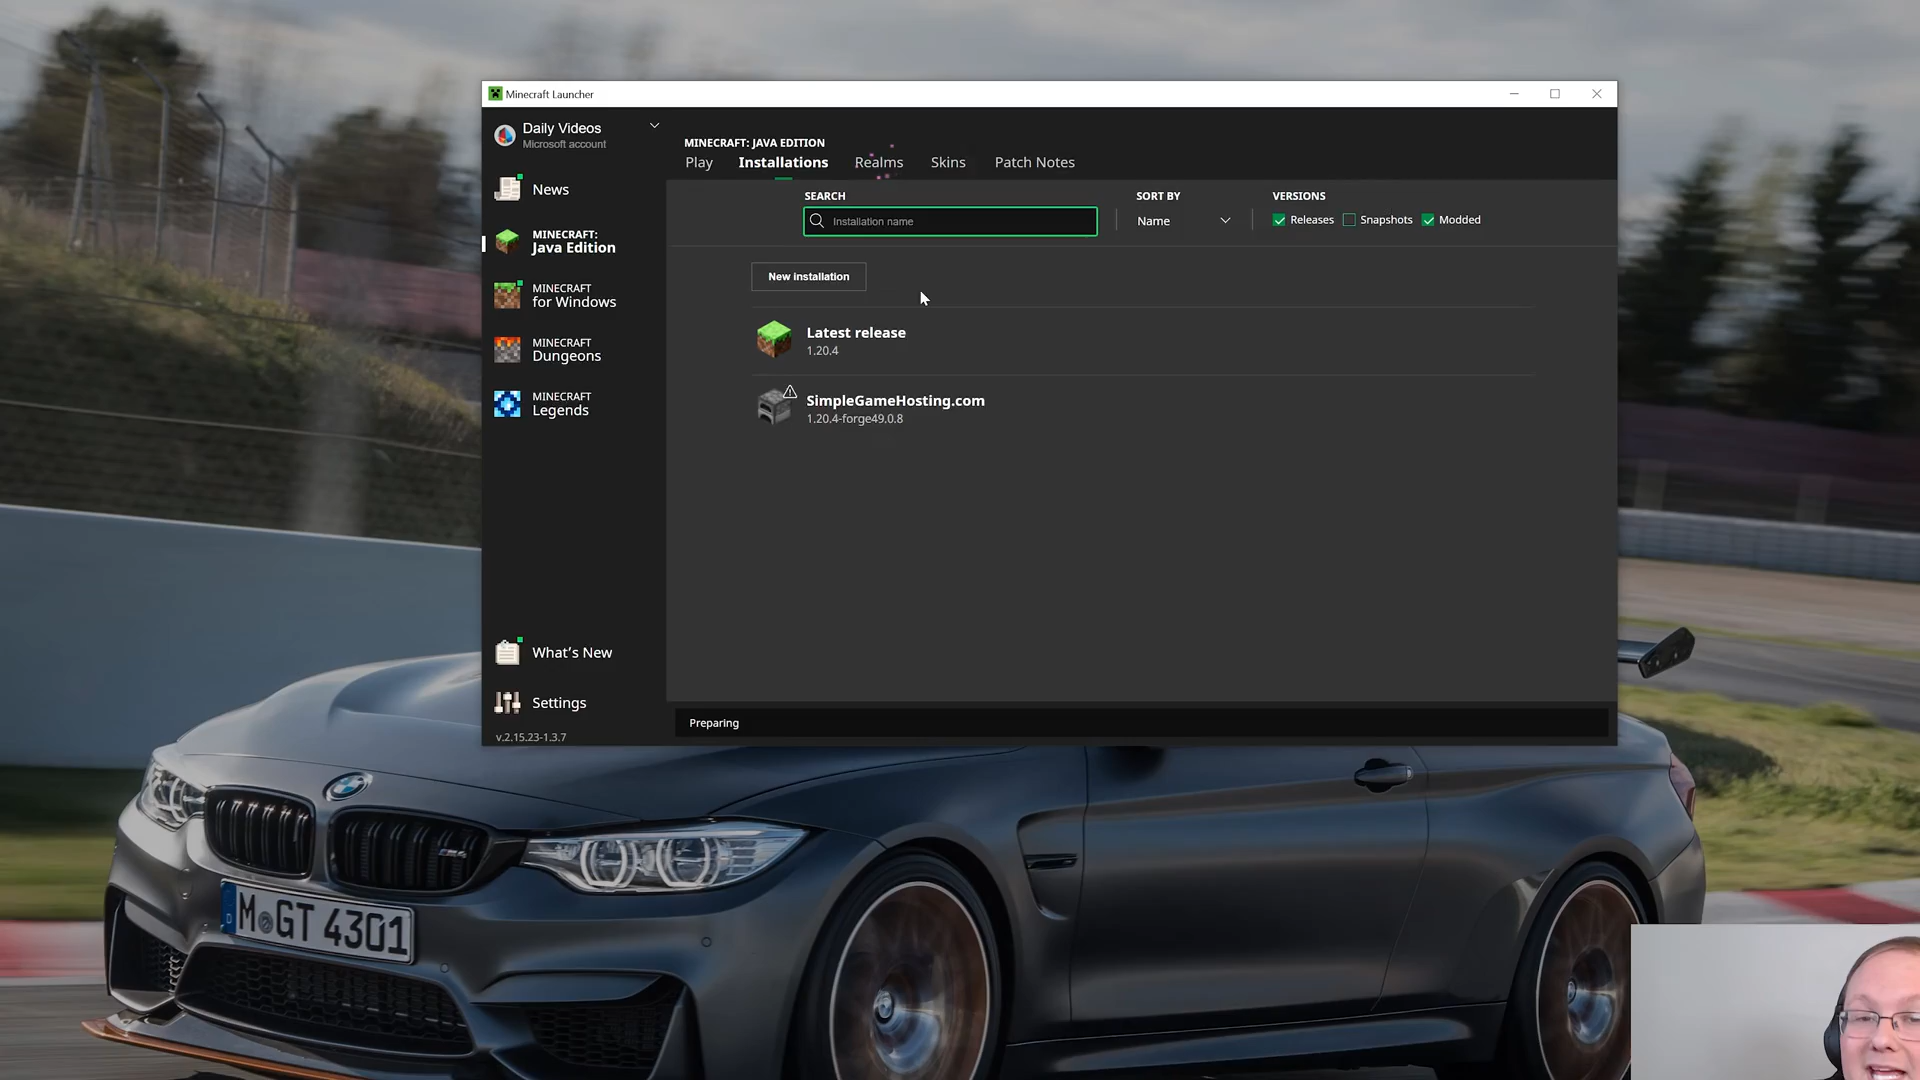 Minecraft Launcher
Daily Videos
Microsoft account
News
MINECRAFT:
Java Edition
MINECRAFT
for Windows
MINECRAFT
Dungeons
MINECRAFT
Legends
What's New
Settings
v.2.15.23-1.3.7
MINECRAFT: JAVA EDITION
Play Installations Realms Skins Patch Notes
SEARCH SORT BY VERSIONS
Installation name Name Releases Snapshots Modded
New installation
Latest release
1.20.4
SimpleGameHosting.com
1.20.4-forge49.0.8
Preparing
M GT 4301